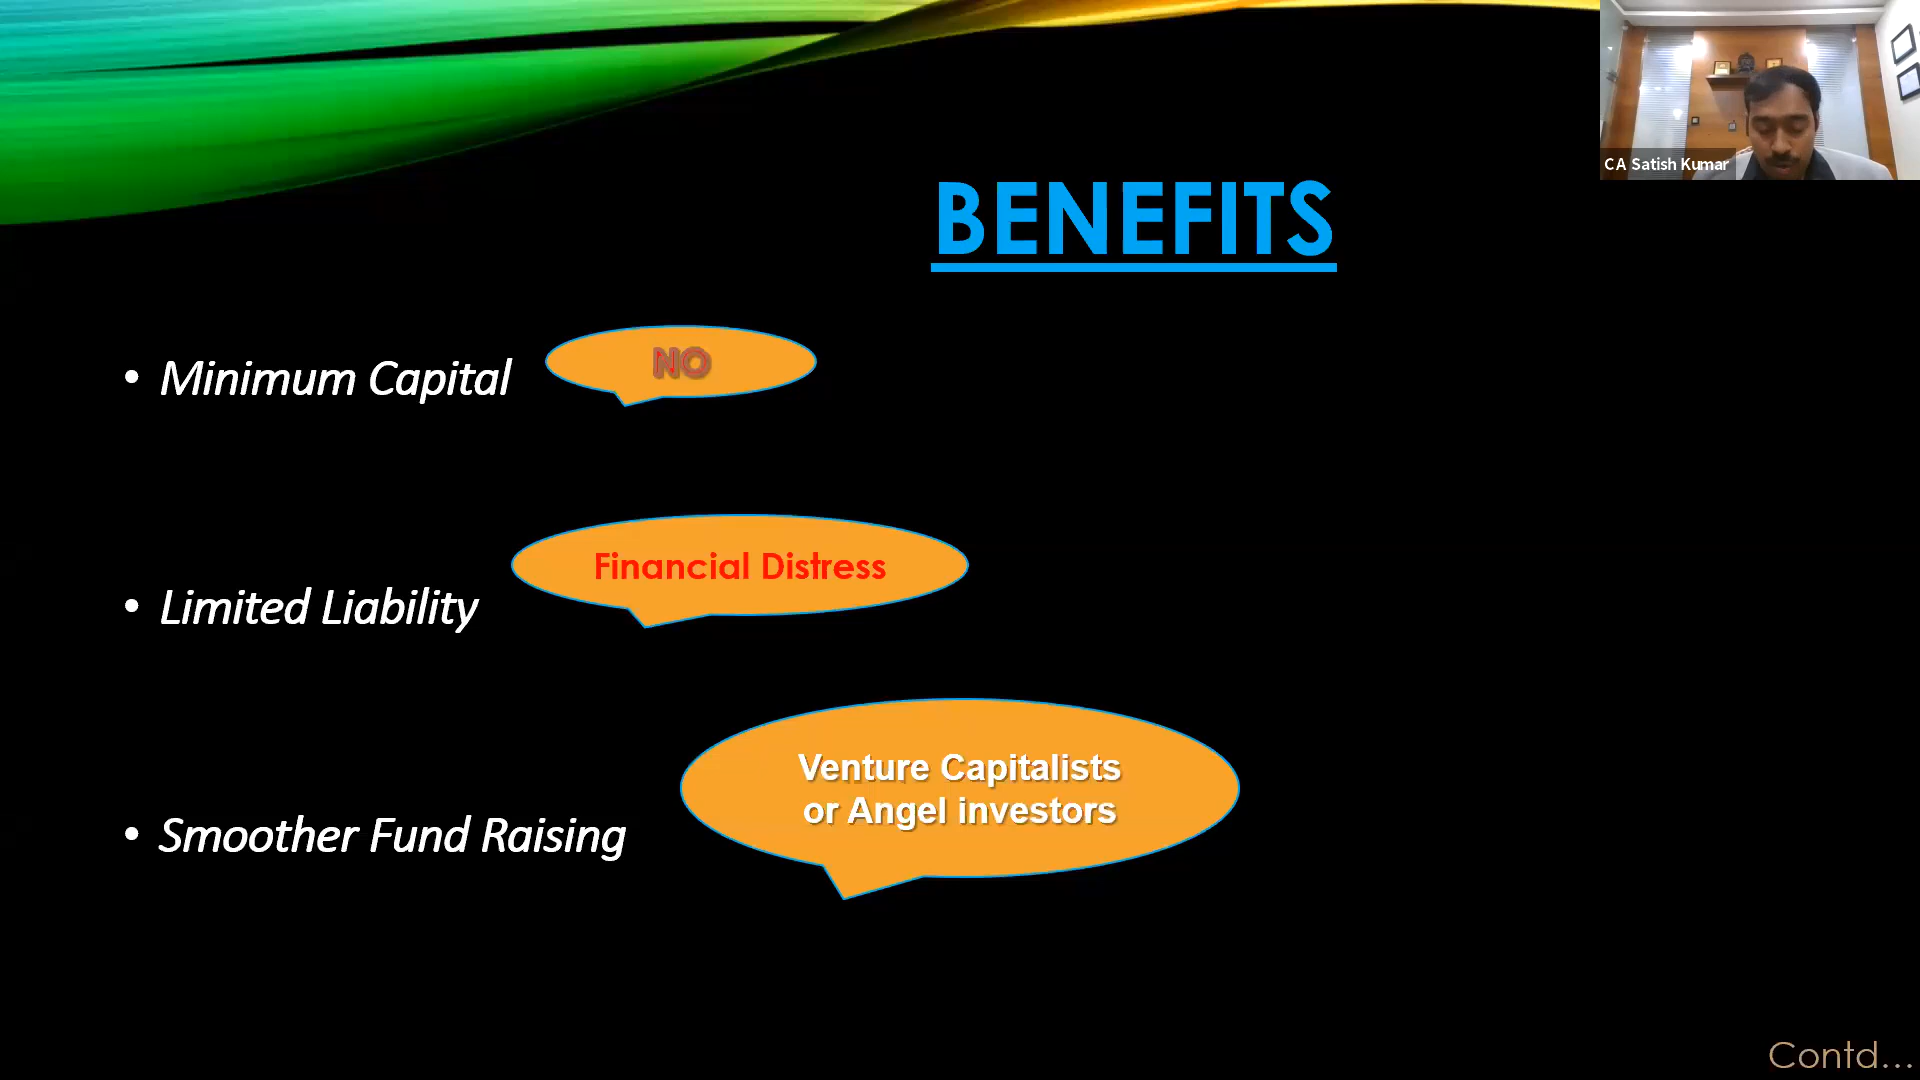 CA Satish Kumar
BENEFITS
• Minimum Capital
NO
• Limited Liability
Financial Distress
• Smoother Fund Raising
Venture Capitalists
or Angel investors
Contd...